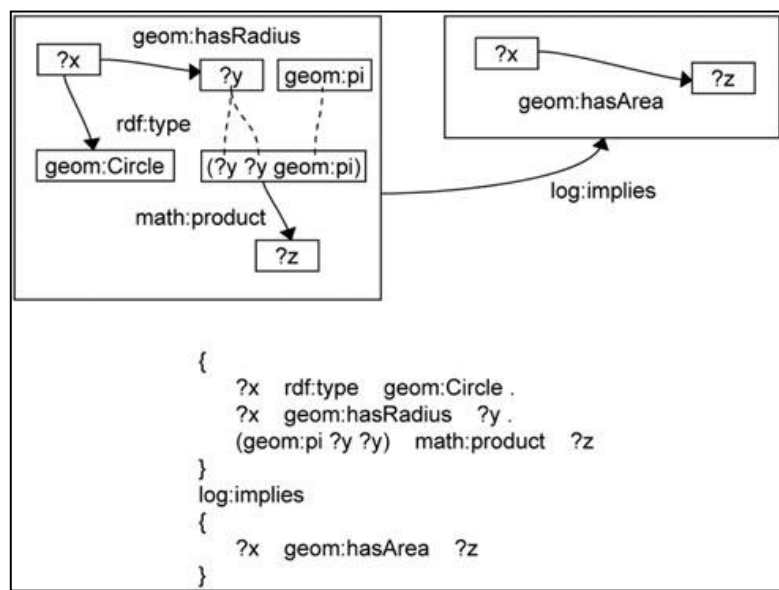 geom:hasRadius
?x
?y
geom:pi
rdf:type
geom:Circle
(?y ?y geom:pi)
math:product
?z
?x
?z
geom:hasArea
log:implies
{
?x rdf:type geom:Circle .
?x geom:hasRadius ?y .
(geom:pi ?y ?y) math:product ?z
}
log:implies
{
?x geom:hasArea ?z
}